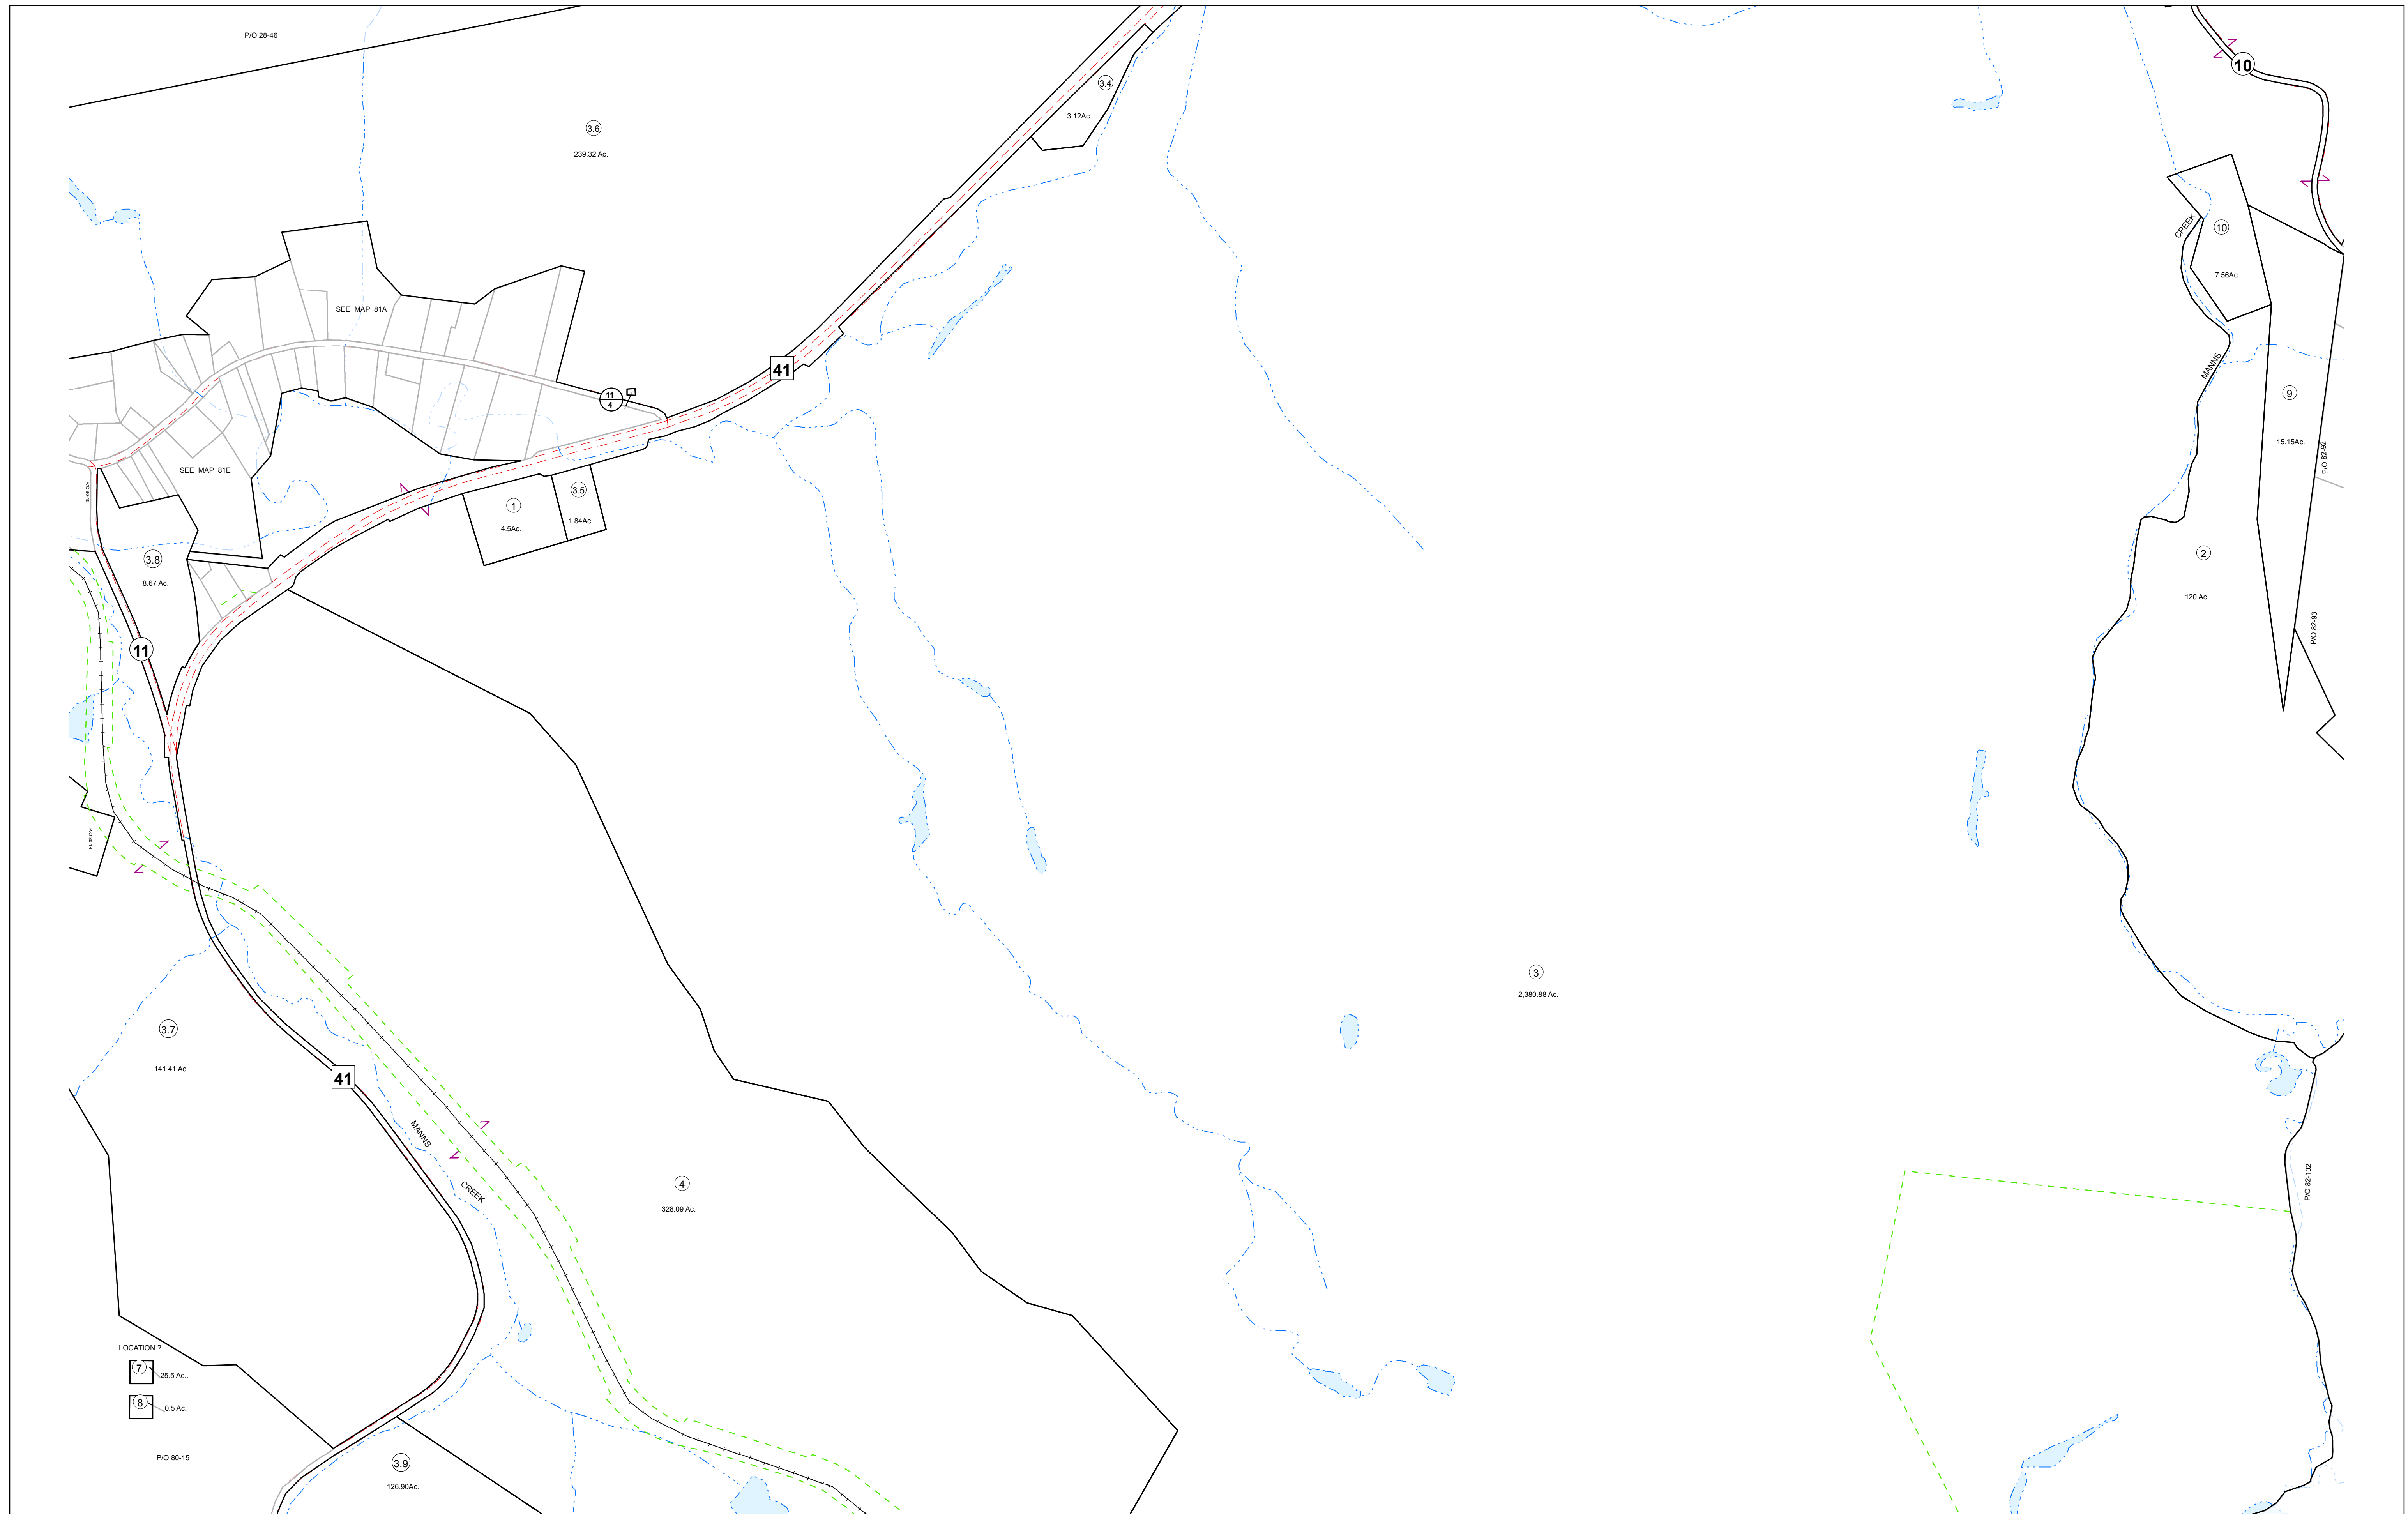 P/O 28-46
10
3.4
3.12Ac.
3.6
239.32 Ac.
CREEK
10
7.56Ac.
SEE MAP 81A
MANNS
41
11
4
9
15.15Ac.
P/O 82-92
SEE MAP 81E
P/O 80-15
3.5
1.84Ac.
1
4.5Ac.
2
120 Ac.
3.8
8.67 Ac.
P/O 82-93
11
P/O 80-14
3
2,380.88 Ac.
3.7
141.41 Ac.
41
MANNS
CREEK
4
328.09 Ac.
P/O 82-102
LOCATION ?
7
25.5 Ac..
8
0.5 Ac.
P/O 80-15
3.9
126.90Ac.